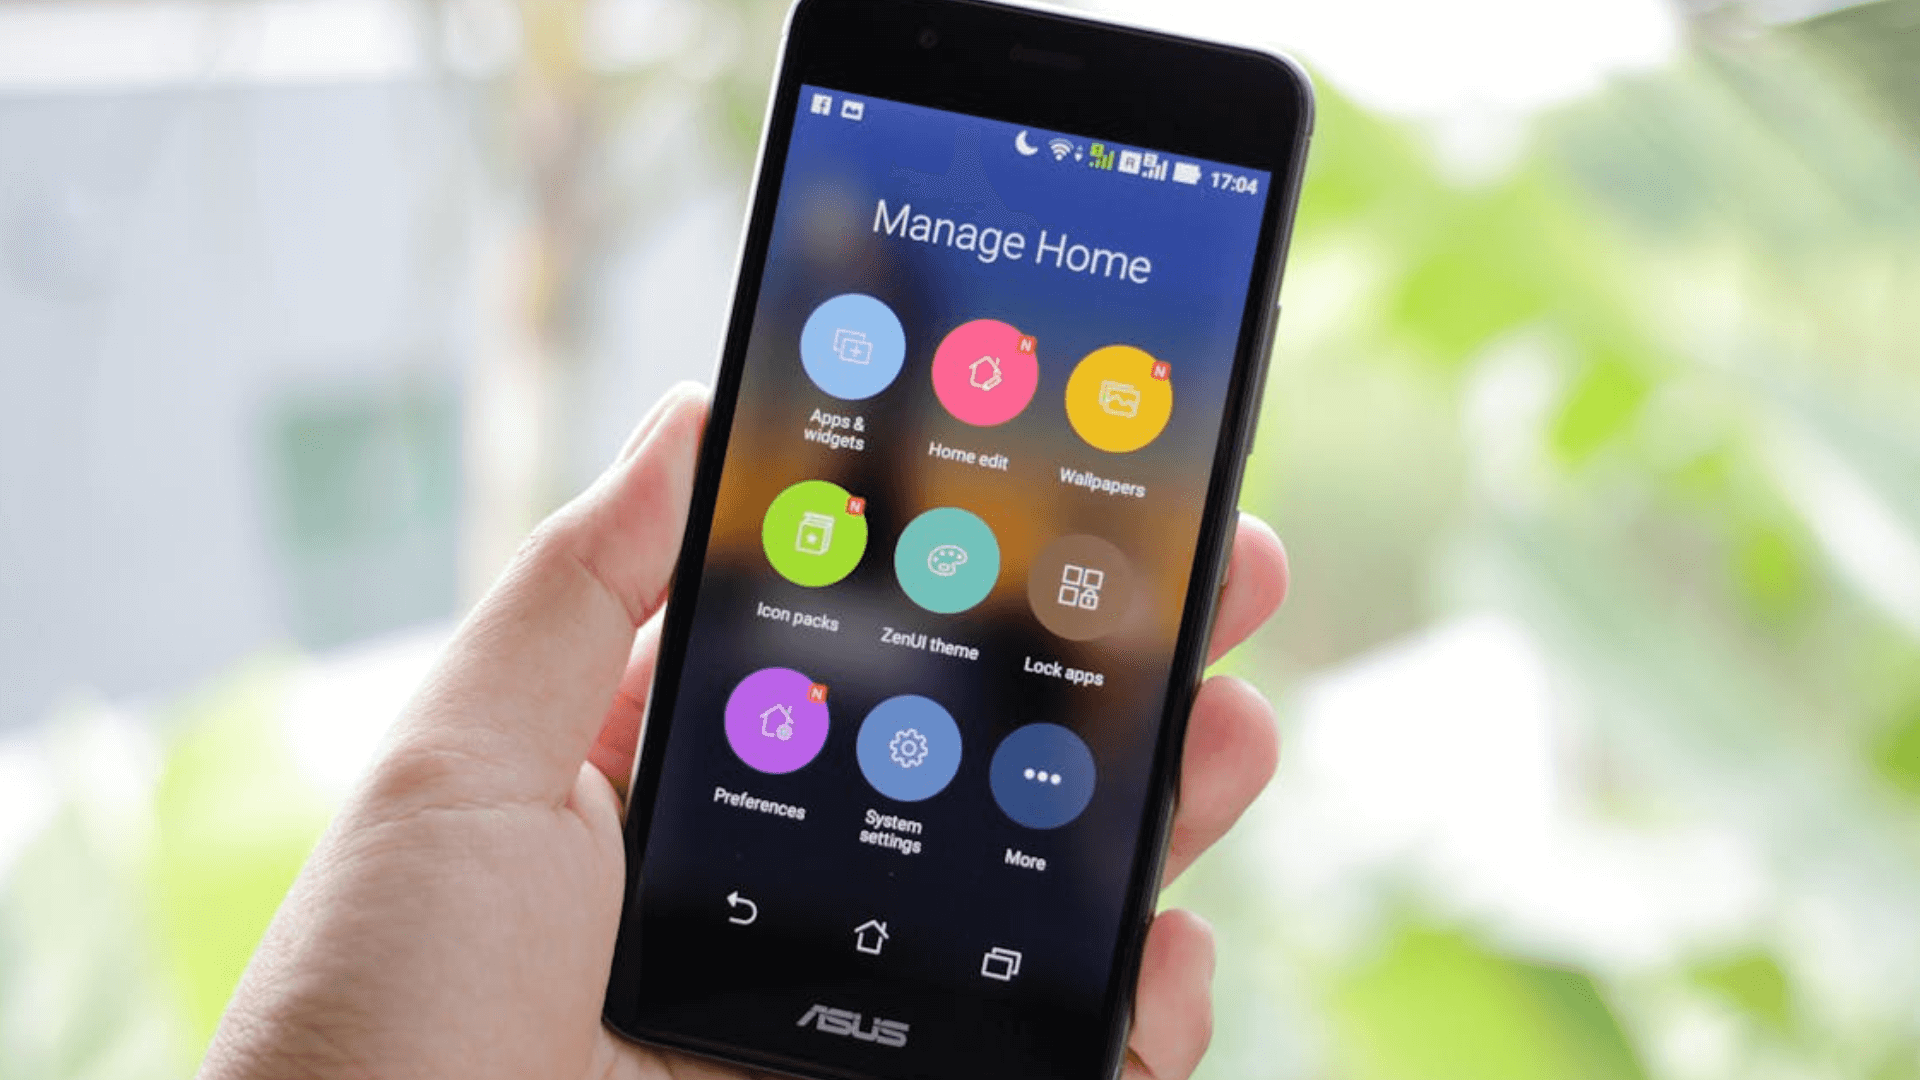 17:04
Manage Home
Apps &
widgets
N
Home edit
N
Wallpapers
N
Icon packs
ZenUI theme
Lock apps
N
Preferences
System
settings
More
ASUS